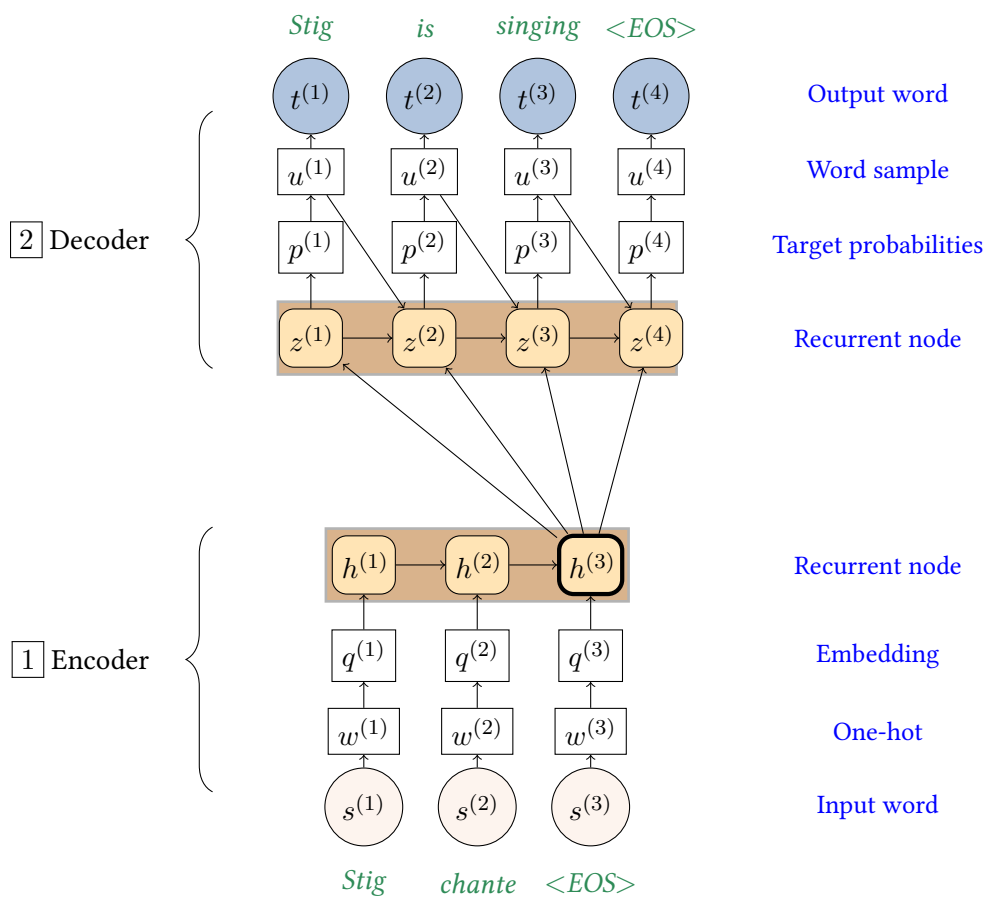 Stig is singing <EOS>
t^(1) t^(2) t^(3) t^(4) Output word
u^(1) u^(2) u^(3) u^(4) Word sample
2 Decoder
p^(1) p^(2) p^(3) p^(4) Target probabilities
z^(1) z^(2) z^(3) z^(4) Recurrent node
h^(1) h^(2) h^(3) Recurrent node
1 Encoder
q^(1) q^(2) q^(3) Embedding
w^(1) w^(2) w^(3) One-hot
s^(1) s^(2) s^(3) Input word
Stig chante <EOS>